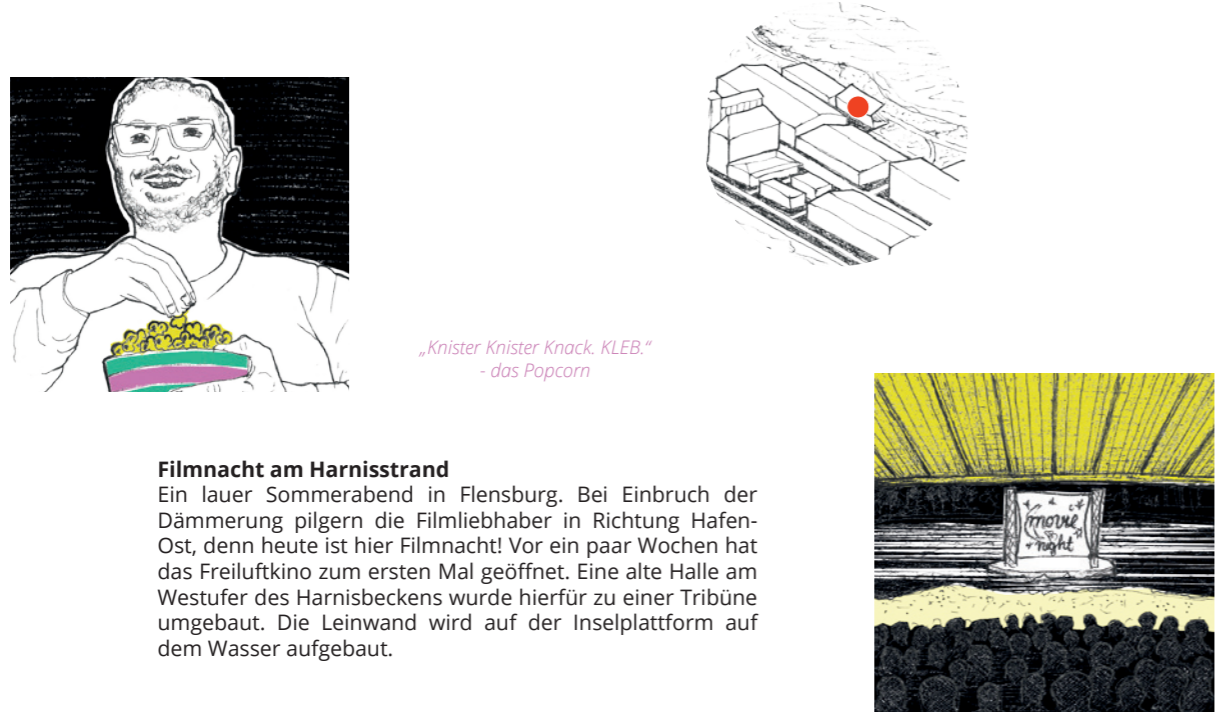 „Knister Knister Knack. KLEB.“
- das Popcorn
Filmnacht am Harnisstrand
Ein lauer Sommerabend in Flensburg. Bei Einbruch der
Dämmerung pilgern die Filmliebhaber in Richtung Hafen-
Ost, denn heute ist hier Filmnacht! Vor ein paar Wochen hat
das Freiluftkino zum ersten Mal geöffnet. Eine alte Halle am
Westufer des Harnisbeckens wurde hierfür zu einer Tribüne
umgebaut. Die Leinwand wird auf der Inselplattform auf
dem Wasser aufgebaut.
movie
night